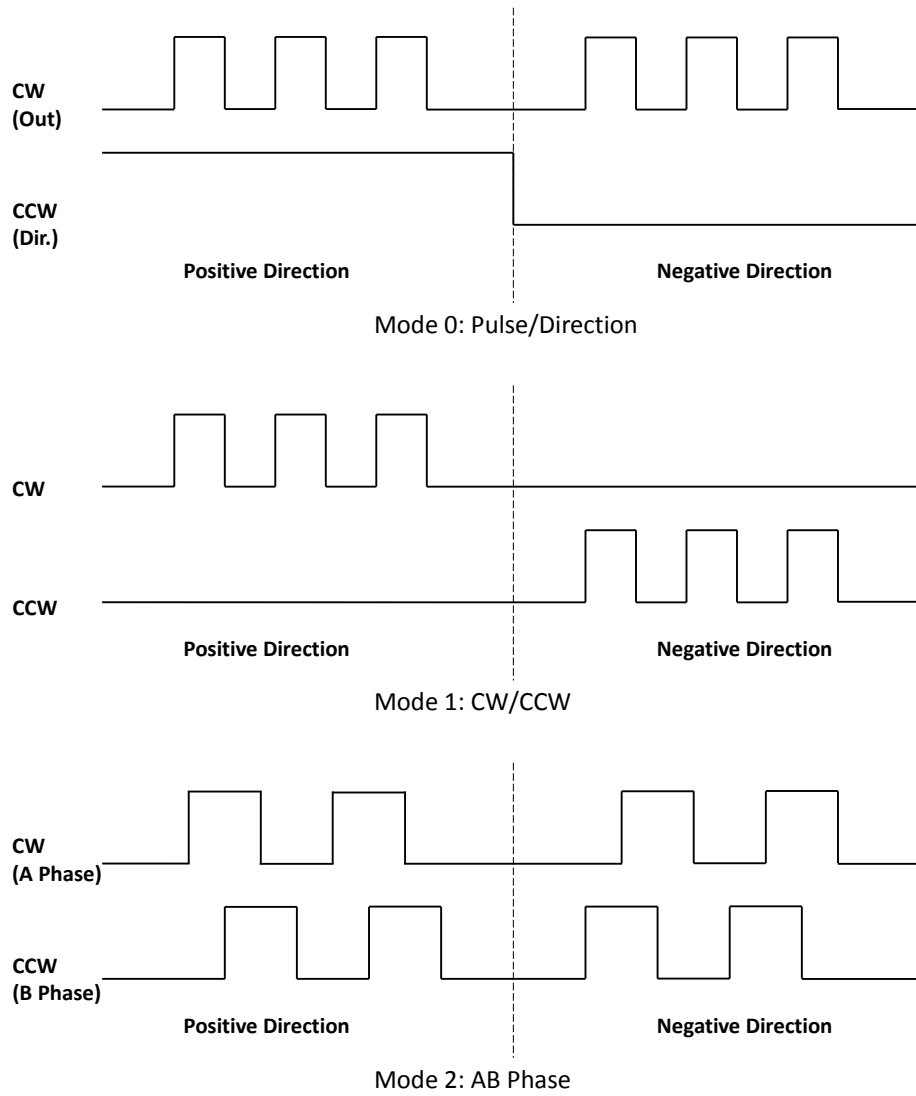 CW
(Out)
CCW
(Dir.)
Positive Direction
Negative Direction
Mode 0: Pulse/Direction
CW
CCW
Positive Direction
Negative Direction
Mode 1: CW/CCW
CW
(A Phase)
CCW
(B Phase)
Positive Direction
Negative Direction
Mode 2: AB Phase